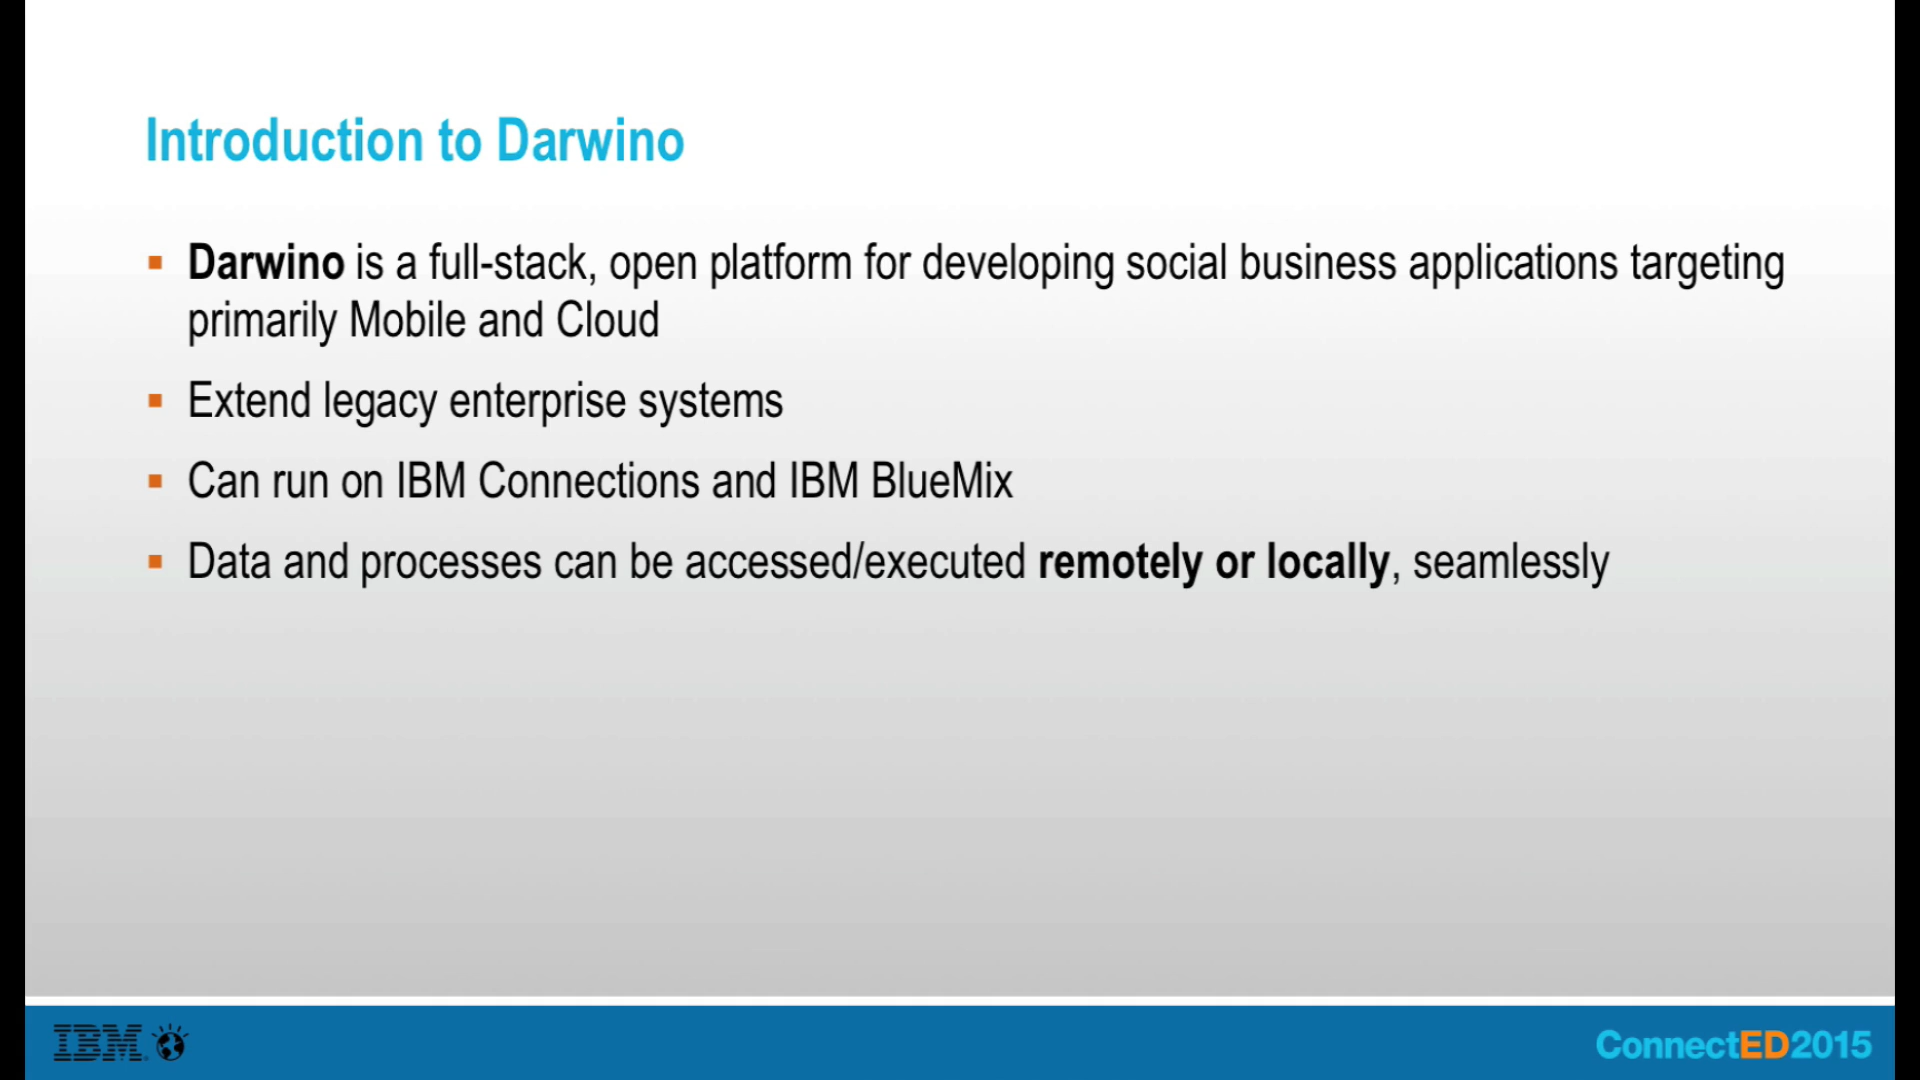 Introduction to Darwino
▪ Darwino is a full-stack, open platform for developing social business applications targeting
primarily Mobile and Cloud
▪ Extend legacy enterprise systems
▪ Can run on IBM Connections and IBM BlueMix
▪ Data and processes can be accessed/executed remotely or locally, seamlessly
IBM
ConnectED2015